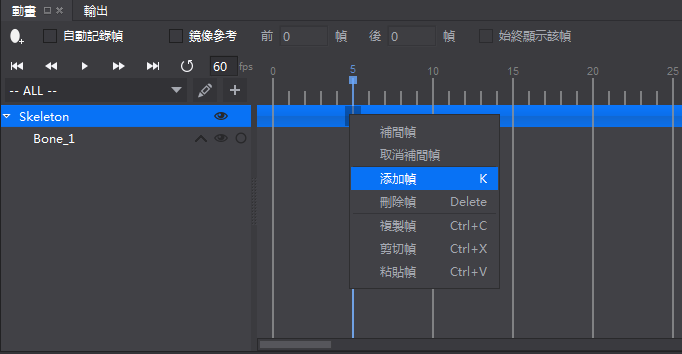 動畫 輸出
自動記錄幀 鏡像參考 前 0 幀 後 0 幀 始終顯示該幀
60 fps
-- ALL --
0 5 10 15 20 25
Skeleton
Bone_1
補間幀
取消補間幀
添加幀 K
刪除幀 Delete
複製幀 Ctrl+C
剪切幀 Ctrl+X
粘貼幀 Ctrl+V